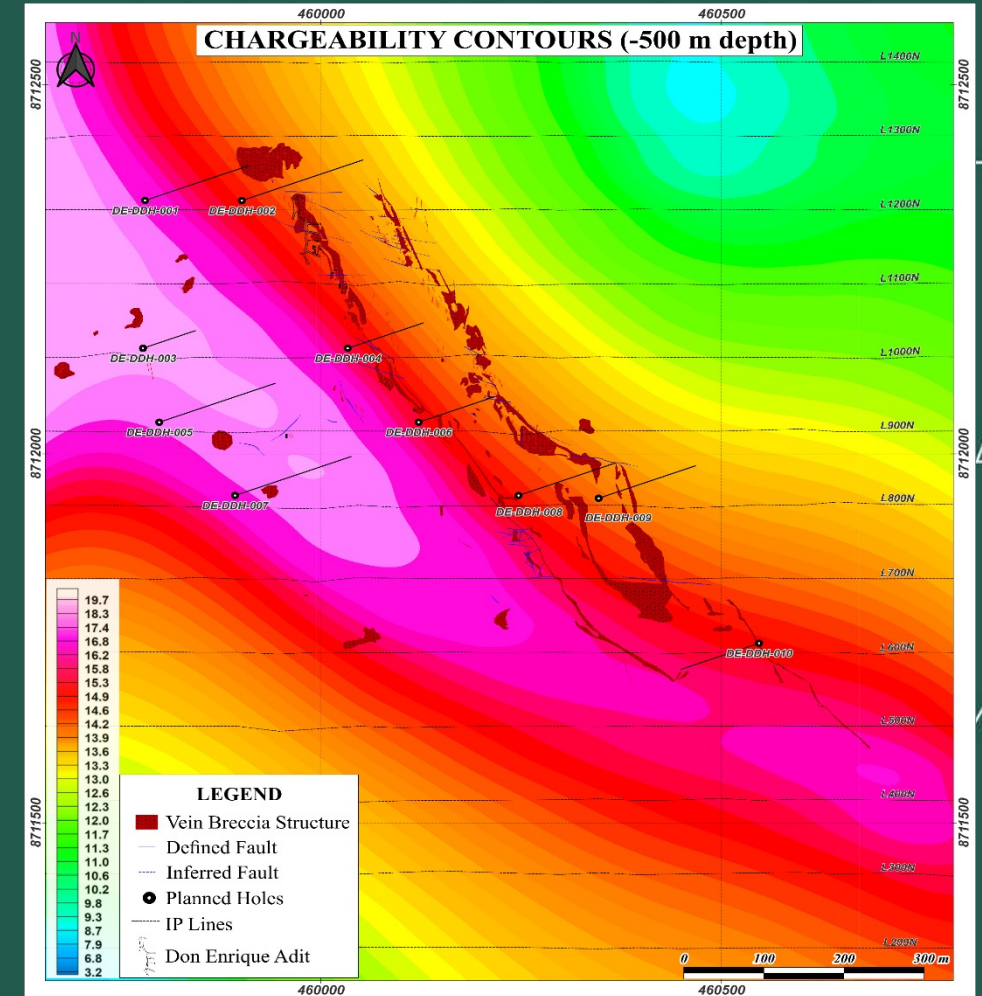 460000
460500
N
CHARGEABILITY CONTOURS (-500 m depth)
8712500
8712500
L1400N
L1300N
DE-DDH-001
DE-DDH-002
L1200N
L1100N
DE-DDH-003
DE-DDH-004
L1000N
DE-DDH-005
DE-DDH-006
L900N
8712000
8712000
DE-DDH-007
DE-DDH-008
DE-DDH-009
L800N
L700N
DE-DDH-010
L600N
L500N
L400N
L300N
L200N
8711500
8711500
19.7
18.3
17.4
16.8
16.2
15.8
15.3
14.9
14.6
14.2
13.9
13.6
13.3
13.0
12.6
12.3
12.0
11.7
11.3
11.0
10.6
10.2
9.8
9.3
8.7
7.9
6.8
3.2
LEGEND
Vein Breccia Structure
Defined Fault
Inferred Fault
Planned Holes
IP Lines
Don Enrique Adit
0 100 200 300 m
460000
460500